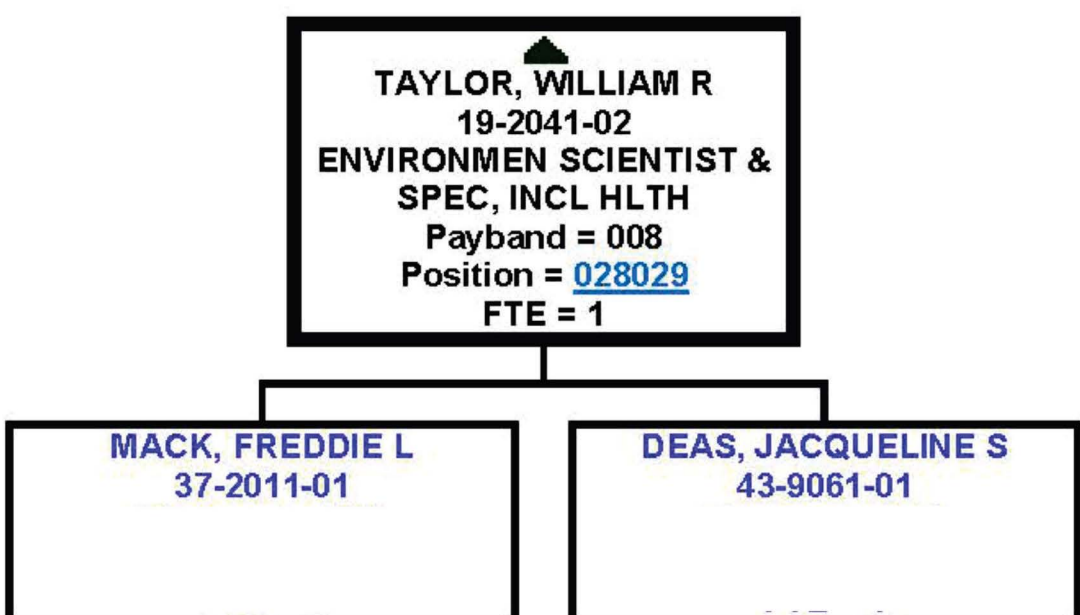 TAYLOR, WILLIAM R
19-2041-02
ENVIRONMEN SCIENTIST &
SPEC, INCL HLTH
Payband = 008
Position = 028029
FTE = 1
MACK, FREDDIE L
37-2011-01
DEAS, JACQUELINE S
43-9061-01